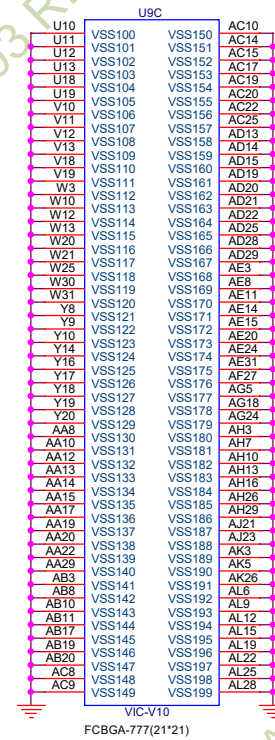 U9C
U10 VSS100 VSS150 AC10
U11 VSS101 VSS151 AC14
U12 VSS102 VSS152 AC15
U13 VSS103 VSS153 AC17
U18 VSS104 VSS154 AC19
U19 VSS105 VSS155 AC20
V10 VSS106 VSS156 AC22
V11 VSS107 VSS157 AC25
V12 VSS108 VSS158 AD13
V13 VSS109 VSS159 AD14
V18 VSS110 VSS160 AD15
V19 VSS111 VSS161 AD19
W3 VSS112 VSS162 AD20
W10 VSS113 VSS163 AD21
W12 VSS114 VSS164 AD22
W13 VSS115 VSS165 AD25
W20 VSS116 VSS166 AD28
W21 VSS117 VSS167 AD29
W25 VSS118 VSS168 AE3
W30 VSS119 VSS169 AE8
W31 VSS120 VSS170 AE11
Y8 VSS121 VSS171 AE14
Y9 VSS122 VSS172 AE15
Y10 VSS123 VSS173 AE20
Y14 VSS124 VSS174 AE24
Y16 VSS125 VSS175 AE31
Y17 VSS126 VSS176 AF27
Y18 VSS127 VSS177 AG5
Y19 VSS128 VSS178 AG18
Y20 VSS129 VSS179 AG24
AA8 VSS130 VSS180 AH3
AA10 VSS131 VSS181 AH7
AA12 VSS132 VSS182 AH10
AA13 VSS133 VSS183 AH13
AA14 VSS134 VSS184 AH16
AA15 VSS135 VSS185 AH26
AA17 VSS136 VSS186 AH29
AA19 VSS137 VSS187 AJ21
AA20 VSS138 VSS188 AJ23
AA22 VSS139 VSS189 AK3
AA29 VSS140 VSS190 AK5
AB3 VSS141 VSS191 AK26
AB8 VSS142 VSS192 AL6
AB10 VSS143 VSS193 AL9
AB11 VSS144 VSS194 AL12
AB17 VSS145 VSS195 AL15
AB19 VSS146 VSS196 AL19
AB20 VSS147 VSS197 AL22
AC8 VSS148 VSS198 AL25
AC9 VSS149 VSS199 AL28
VIC-V10
FCBGA-777(21*21)